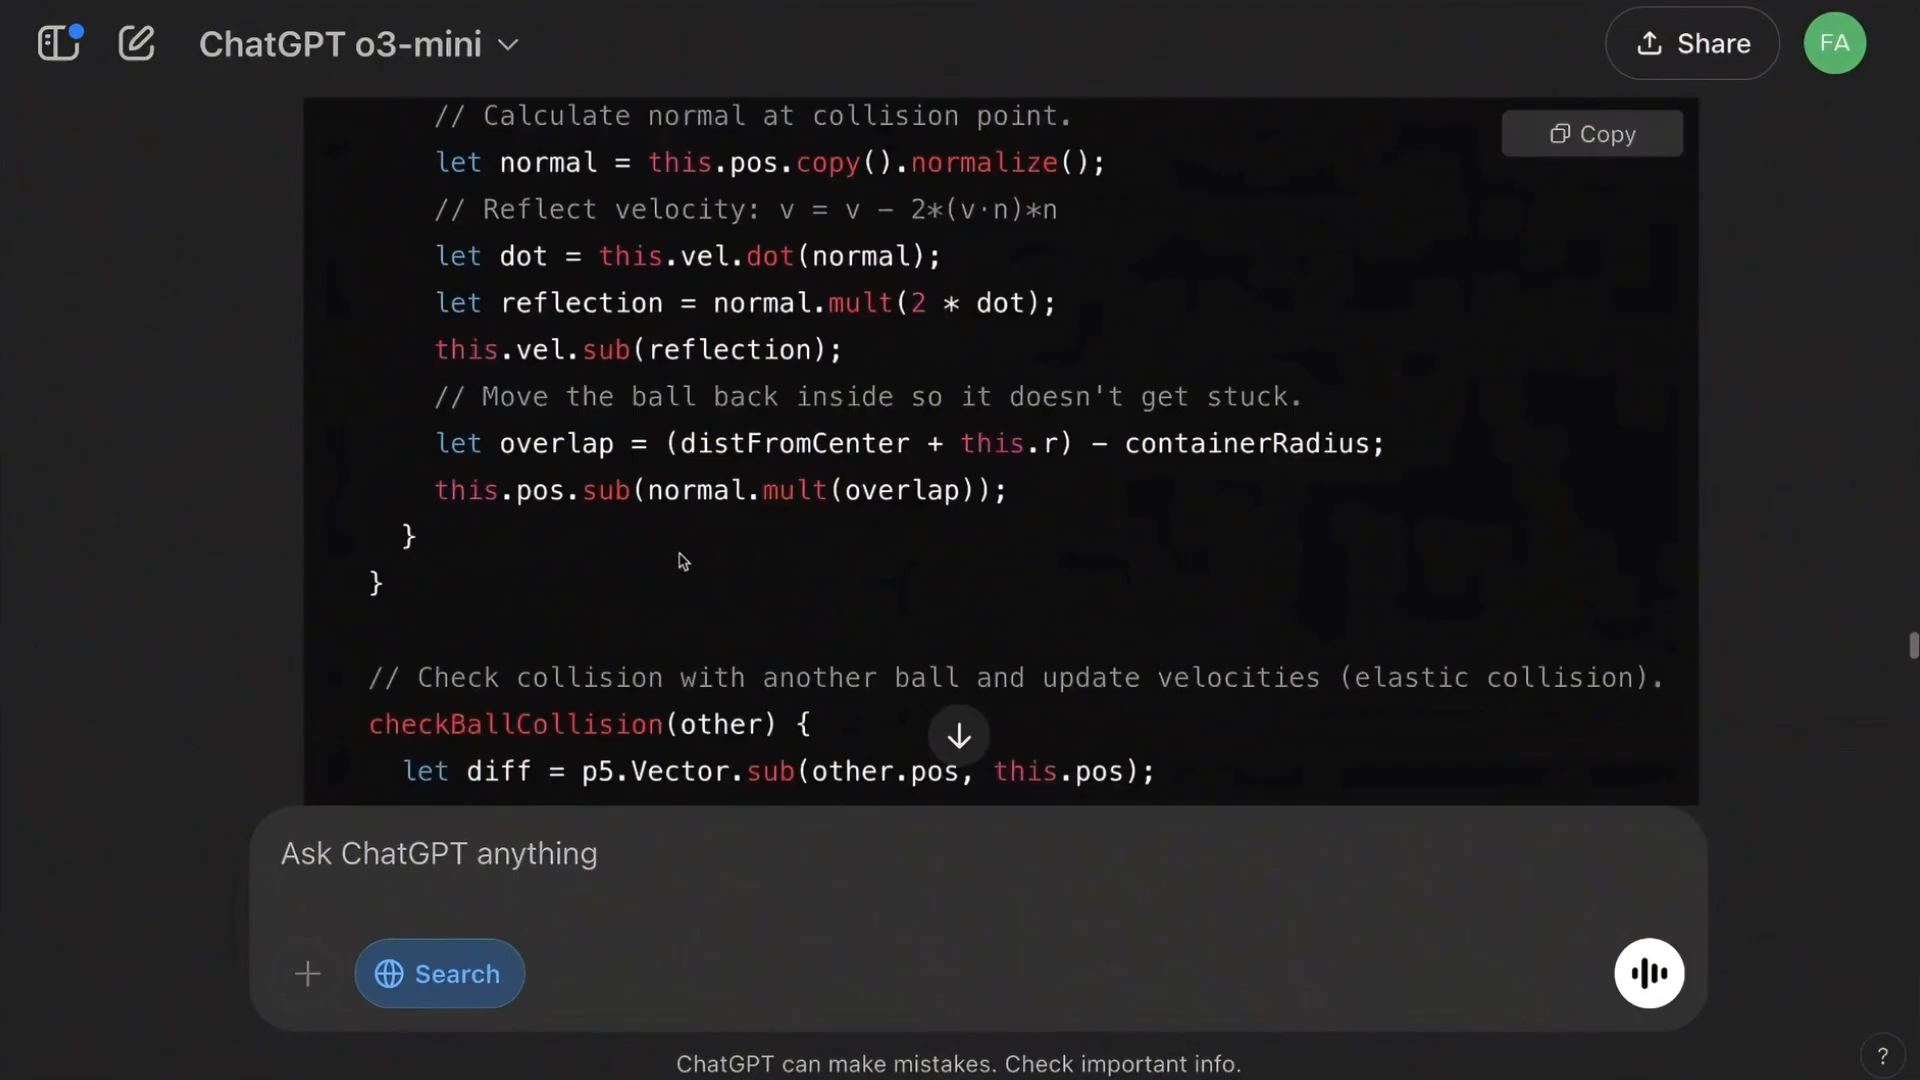 ChatGPT o3-mini
Share
FA
// Calculate normal at collision point.
Copy
let normal = this.pos.copy().normalize();
// Reflect velocity: v = v - 2*(v·n)*n
let dot = this.vel.dot(normal);
let reflection = normal.mult(2 * dot);
this.vel.sub(reflection);
// Move the ball back inside so it doesn't get stuck.
let overlap = (distFromCenter + this.r) - containerRadius;
this.pos.sub(normal.mult(overlap));
}
}
// Check collision with another ball and update velocities (elastic collision).
checkBallCollision(other) {
let diff = p5.Vector.sub(other.pos, this.pos);
Ask ChatGPT anything
Search
ChatGPT can make mistakes. Check important info.
?